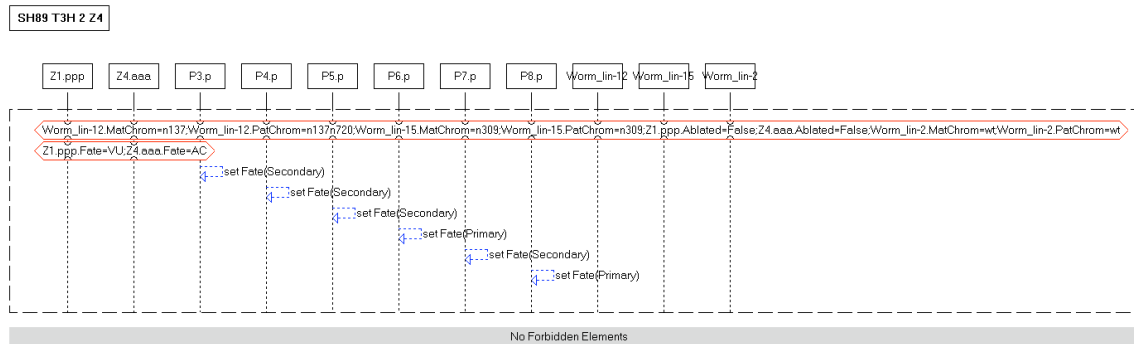 SH89 T3H 2 Z4
Z1.ppp Z4.aaa P3.p P4.p P5.p P6.p P7.p P8.p Worm_lin-12 Worm_lin-15 Worm_lin-2
Worm_lin-12.MatChrom=n137;Worm_lin-12.PatChrom=n137n720;Worm_lin-15.MatChrom=n309;Worm_lin-15.PatChrom=n309;Z1.ppp.Ablated=False;Z4.aaa.Ablated=False;Worm_lin-2.MatChrom=wt;Worm_lin-2.PatChrom=wt
Z1.ppp.Fate=VU;Z4.aaa.Fate=AC
set Fate(Secondary)
set Fate(Secondary)
set Fate(Secondary)
set Fate(Primary)
set Fate(Secondary)
set Fate(Primary)
No Forbidden Elements